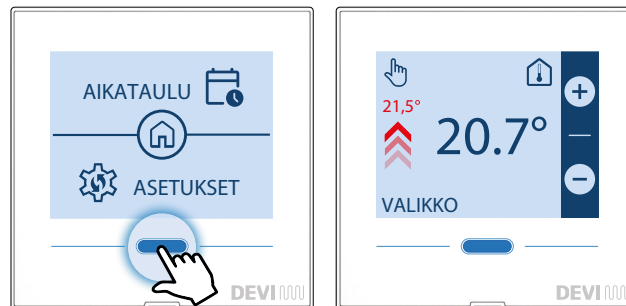 AIKATAULU
ASETUKSET
DEVI
21,5°
20.7°
+
−
VALIKKO
DEVI